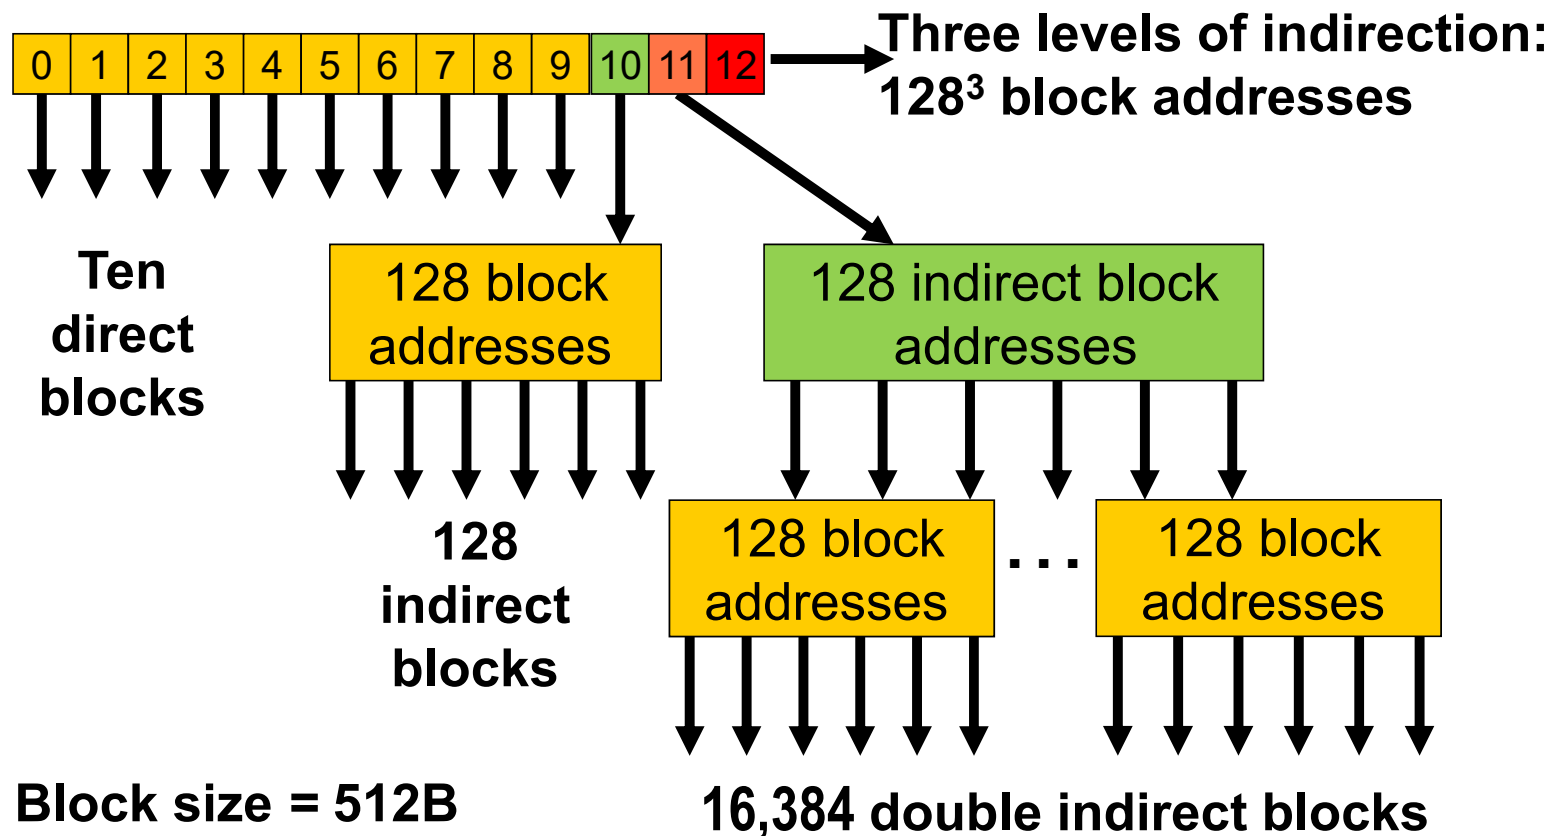 0 1 2 3 4 5 6 7 8 9 10 11 12
Three levels of indirection:
128³ block addresses
Ten
direct
blocks
128 block
addresses
128 indirect block
addresses
128
indirect
blocks
128 block
addresses
. . .
128 block
addresses
Block size = 512B
16,384 double indirect blocks